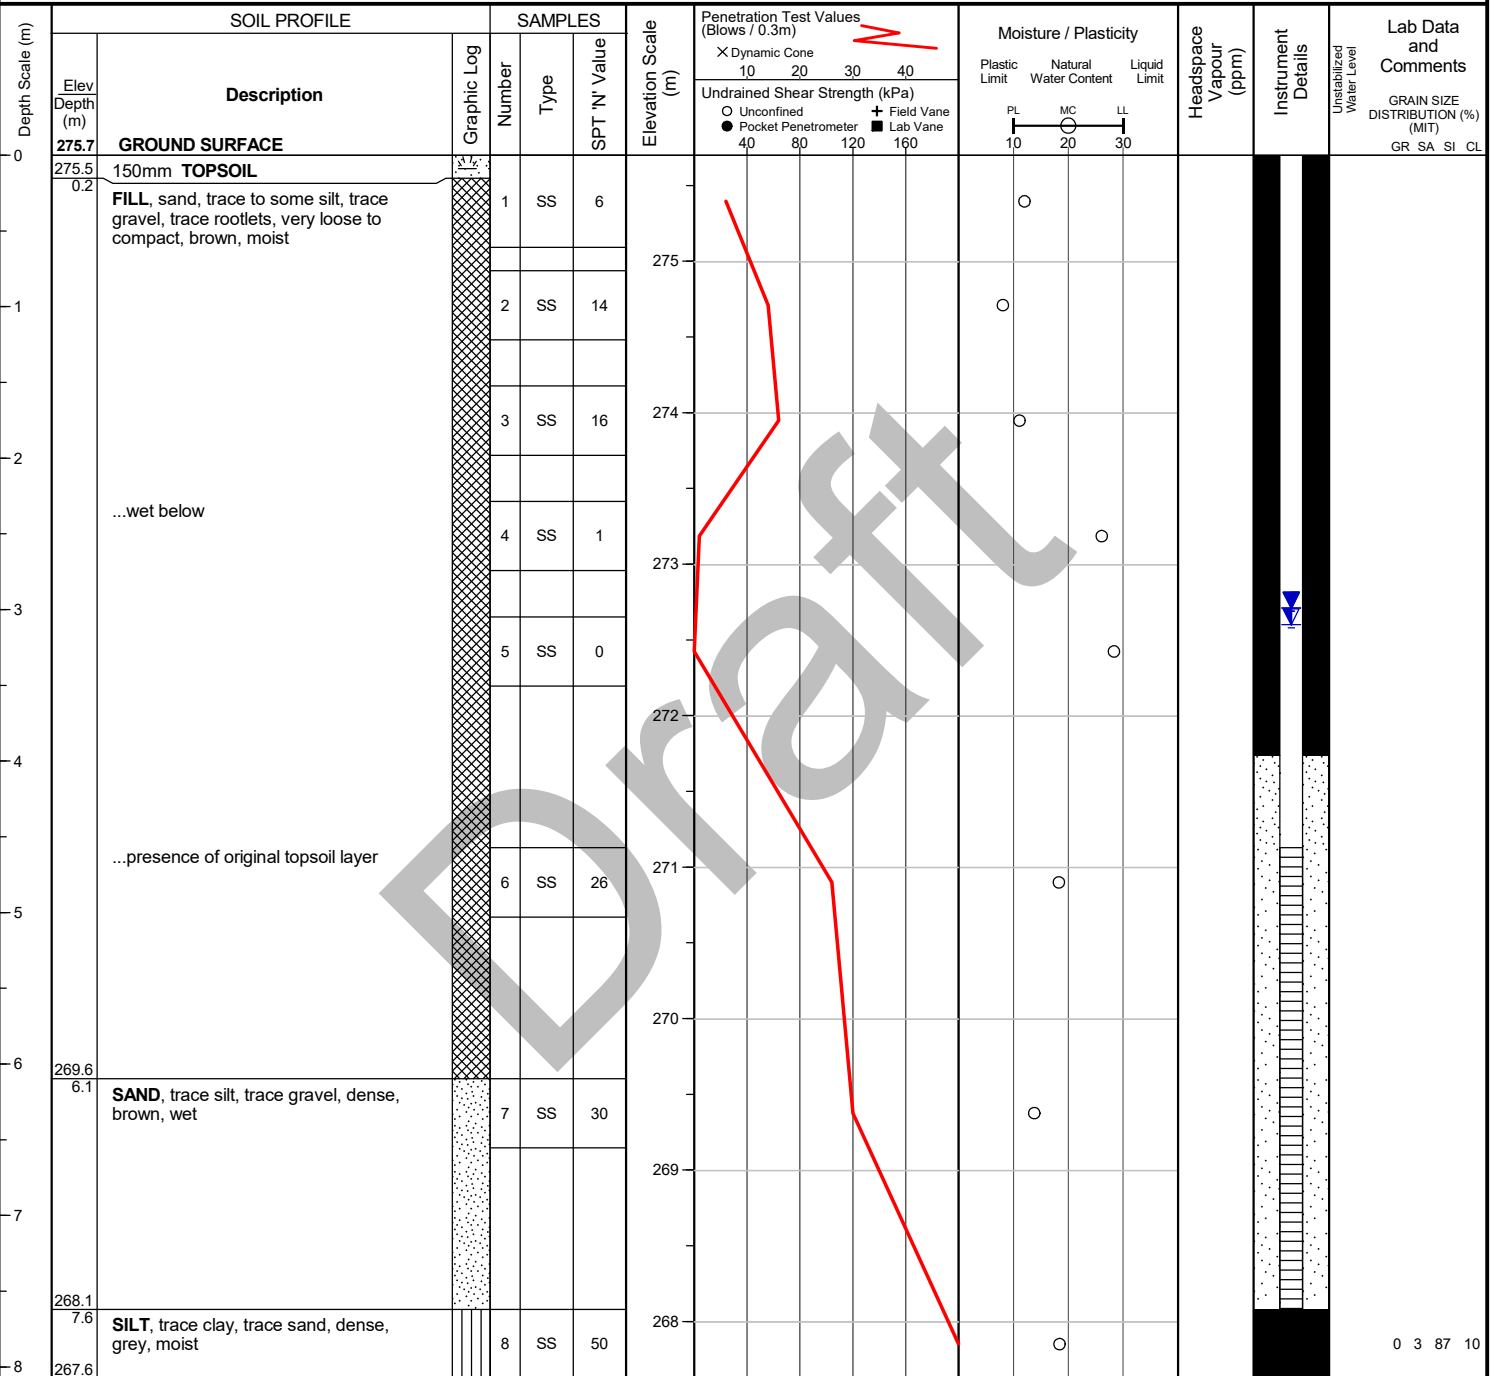 SOIL PROFILE
SAMPLES
Depth Scale (m)
Elev
Depth
(m)
275.7
Description
GROUND SURFACE
Graphic Log
Number
Type
SPT 'N' Value
Elevation Scale
(m)
Penetration Test Values
(Blows / 0.3m)
X Dynamic Cone
10 20 30 40
Undrained Shear Strength (kPa)
Unconfined
Field Vane
Pocket Penetrometer
Lab Vane
40 80 120 160
Moisture / Plasticity
Plastic
Limit
Natural
Water Content
Liquid
Limit
PL MC LL
10 20 30
Headspace
Vapour
(ppm)
Instrument
Details
Unstabilized
Water Level
Lab Data
and
Comments
GRAIN SIZE
DISTRIBUTION (%)
(MIT)
GR SA SI CL
0
275.5
150mm TOPSOIL
0.2
FILL, sand, trace to some silt, trace
gravel, trace rootlets, very loose to
compact, brown, moist
1 SS 6
275
1
2 SS 14
274
3 SS 16
2
...wet below
4 SS 1
273
3
5 SS 0
272
4
...presence of original topsoil layer
271
6 SS 26
5
270
6
269.6
6.1
SAND, trace silt, trace gravel, dense,
brown, wet
7 SS 30
269
7
268.1
7.6
SILT, trace clay, trace sand, dense,
grey, moist
268
8 SS 50
0 3 87 10
8
267.6
Draft